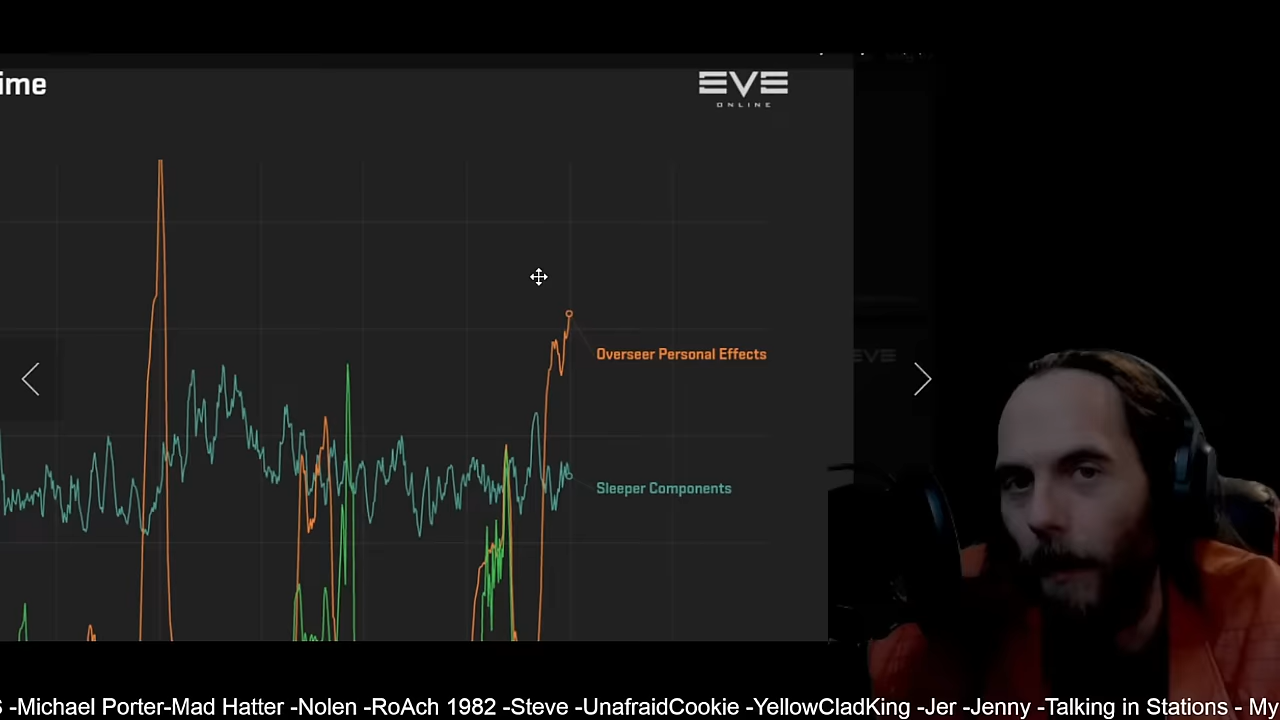 ime
EVE
ONLINE
Overseer Personal Effects
EVE
Sleeper Components
-Michael Porter-Mad Hatter -Nolen -RoAch 1982 -Steve -UnafraidCookie -YellowCladKing -Jer -Jenny -Talking in Stations - My